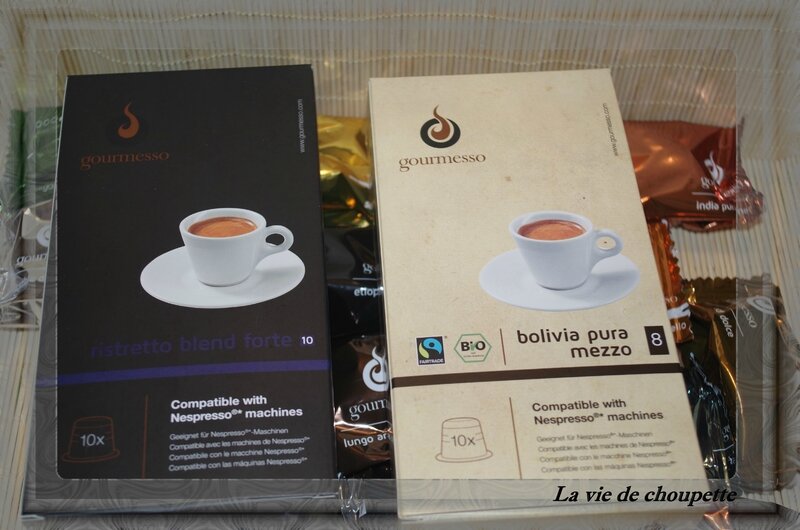 gourmesso
www.gourmesso.com
ristretto blend forte 10
Compatible with
Nespresso®* machines
10x
Geeignet für Nespresso®*-Maschinen
Compatible avec les machines de Nespresso®*
Compatibile con le macchine Nespresso®*
Compatible con las máquinas Nespresso®*
gourmesso
www.gourmesso.com
FAIRTRADE
BIO
bolivia pura
mezzo
8
Compatible with
Nespresso®* machines
10x
Geeignet für Nespresso®*-Maschinen
Compatible avec les machines de Nespresso®*
Compatibile con le macchine Nespresso®*
Compatible con las máquinas Nespresso®*
india
lungo
dolce
La vie de choupette